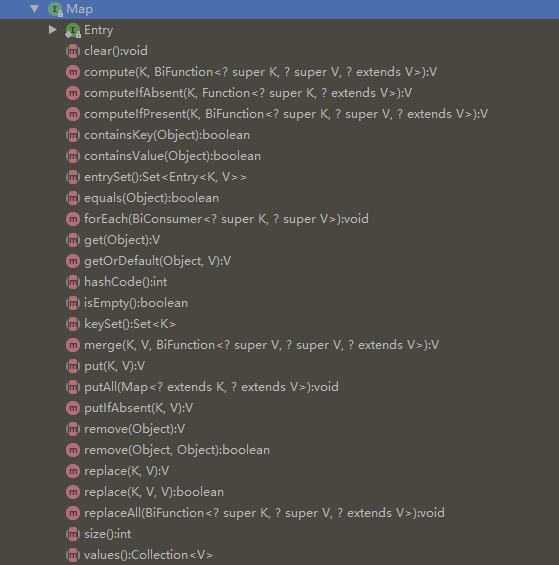 Map
Entry
clear():void
compute(K, BiFunction<? super K, ? super V, ? extends V>):V
computeIfAbsent(K, Function<? super K, ? extends V>):V
computeIfPresent(K, BiFunction<? super K, ? super V, ? extends V>):V
containsKey(Object):boolean
containsValue(Object):boolean
entrySet():Set<Entry<K, V>>
equals(Object):boolean
forEach(BiConsumer<? super K, ? super V>):void
get(Object):V
getOrDefault(Object, V):V
hashCode():int
isEmpty():boolean
keySet():Set<K>
merge(K, V, BiFunction<? super V, ? super V, ? extends V>):V
put(K, V):V
putAll(Map<? extends K, ? extends V>):void
putIfAbsent(K, V):V
remove(Object):V
remove(Object, Object):boolean
replace(K, V):V
replace(K, V, V):boolean
replaceAll(BiFunction<? super K, ? super V, ? extends V>):void
size():int
values():Collection<V>